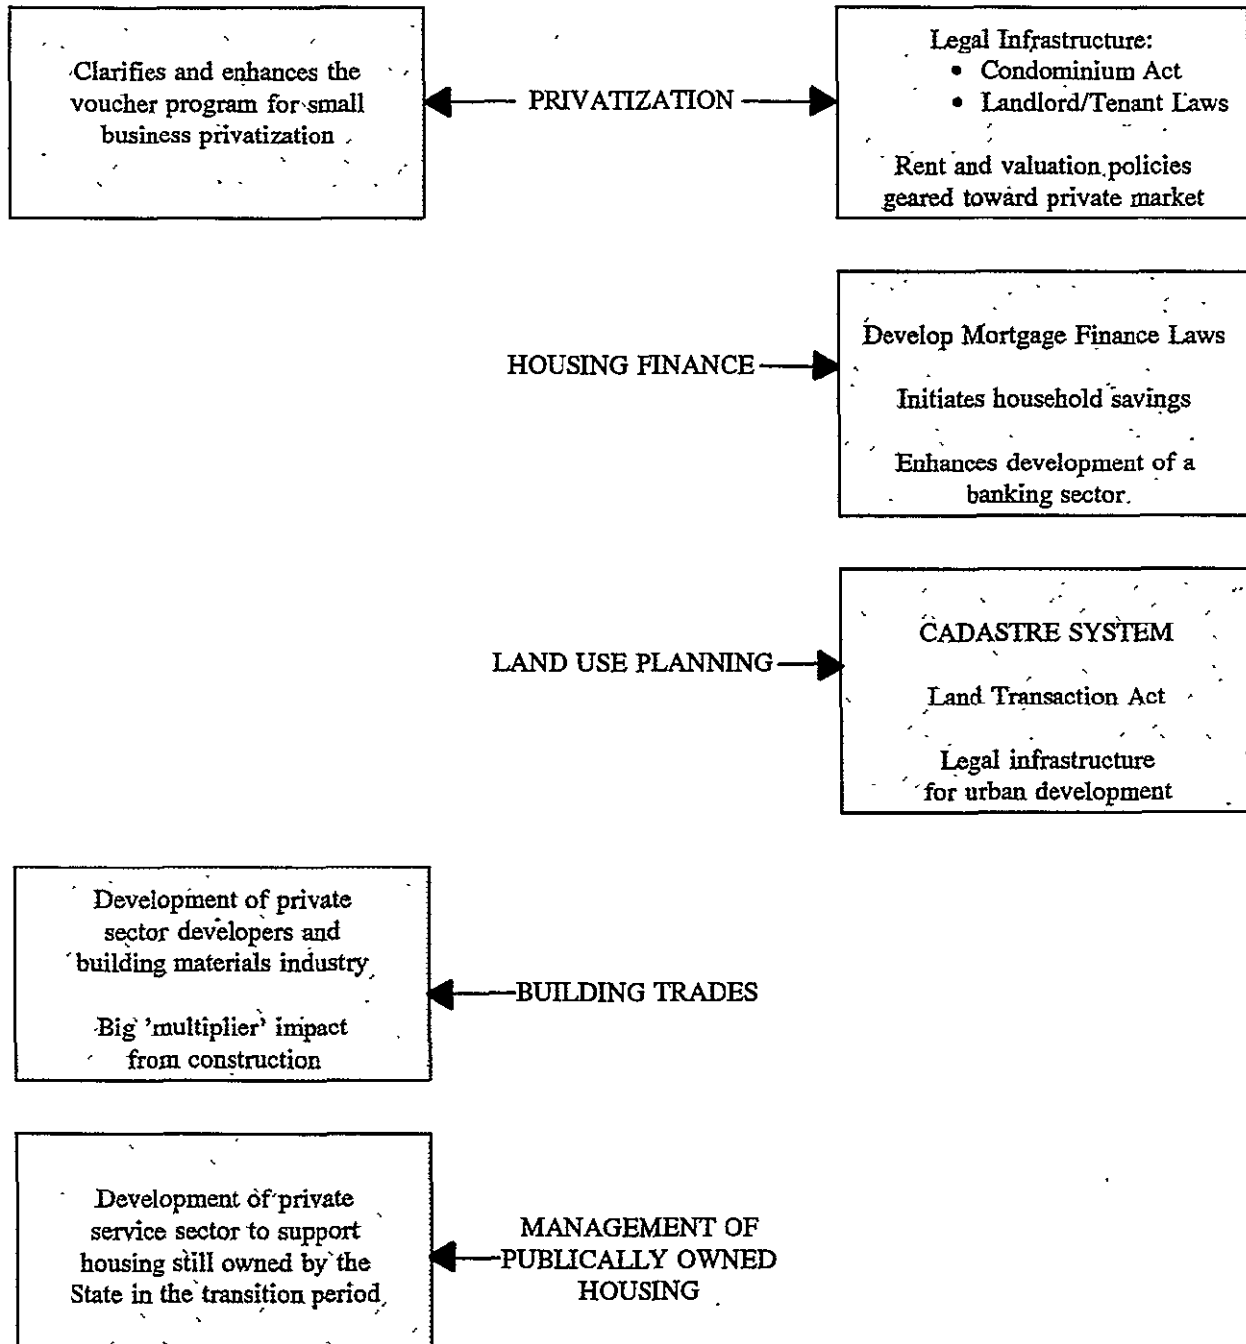 Clarifies and enhances the
voucher program for small
business privatization
PRIVATIZATION
Legal Infrastructure:
• Condominium Act
• Landlord/Tenant Laws
Rent and valuation policies
geared toward private market
HOUSING FINANCE
Develop Mortgage Finance Laws
Initiates household savings
Enhances development of a
banking sector.
LAND USE PLANNING
CADASTRE SYSTEM
Land Transaction Act
Legal infrastructure
for urban development
Development of private
sector developers and
building materials industry
Big 'multiplier' impact
from construction
BUILDING TRADES
Development of private
service sector to support
housing still owned by the
State in the transition period
MANAGEMENT OF
PUBLICALLY OWNED
HOUSING